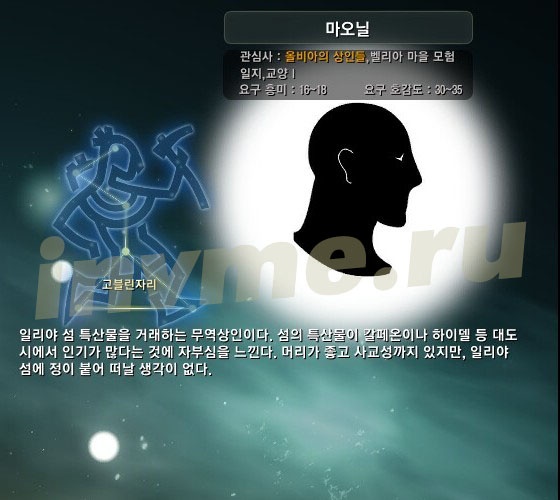 마오닐
관심사 : 올비아의 상인들,벨리아 마을 모험
일지,교양 I
요구 흥미 : 16~18 요구 호감도 : 30~35
고블린자리
inyme.ru
일리야 섬 특산물을 거래하는 무역상인이다. 섬의 특산물이 칼페온이나 하이델 등 대도
시에서 인기가 많다는 것에 자부심을 느낀다. 머리가 좋고 사교성까지 있지만, 일리야
섬에 정이 붙어 떠날 생각이 없다.